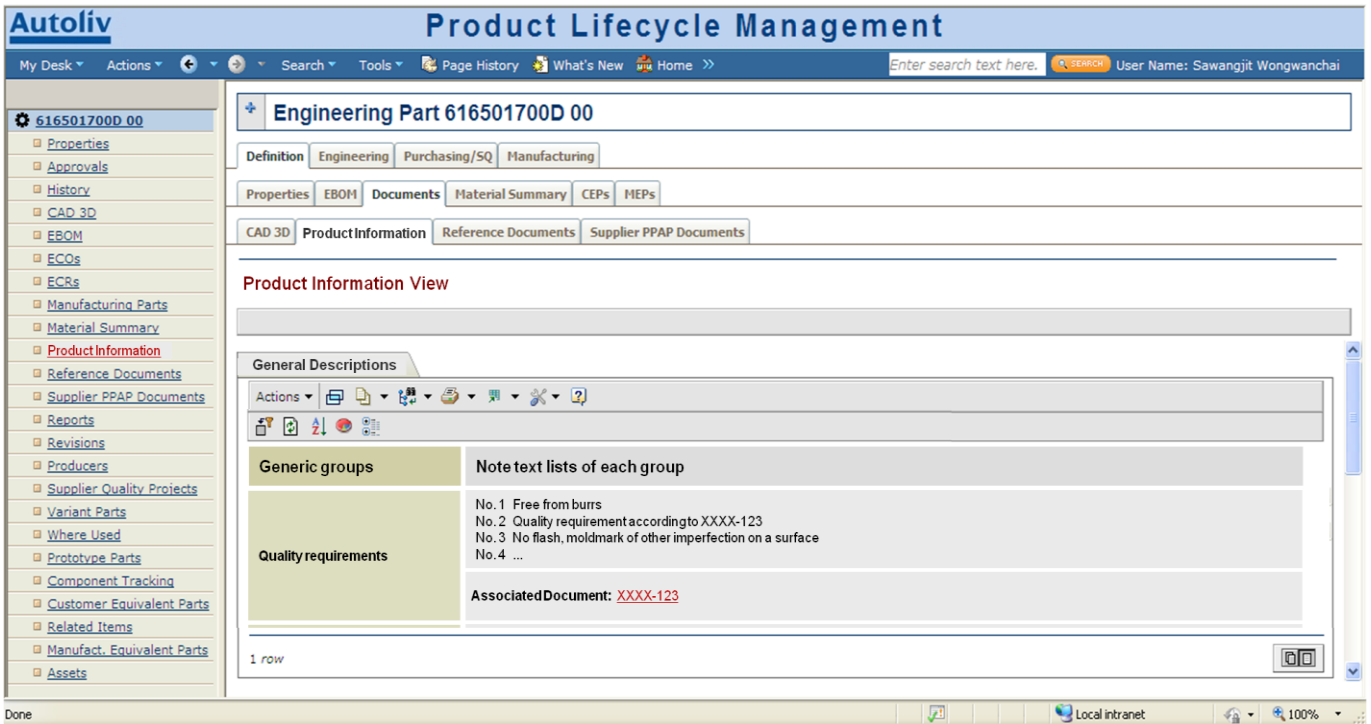 Autoliv
Product Lifecycle Management
My Desk Actions Search Tools Page History What's New Home » Enter search text here. SEARCH User Name: Sawangjit Wongwanchai
616501700D 00
Properties
Approvals
History
CAD 3D
EBOM
ECOs
ECRs
Manufacturing Parts
Material Summary
Product Information
Reference Documents
Supplier PPAP Documents
Reports
Revisions
Producers
Supplier Quality Projects
Variant Parts
Where Used
Prototype Parts
Component Tracking
Customer Equivalent Parts
Related Items
Manufact. Equivalent Parts
Assets
Engineering Part 616501700D 00
Definition Engineering Purchasing/SQ Manufacturing
Properties EBOM Documents Material Summary CEPs MEPs
CAD 3D Product Information Reference Documents Supplier PPAP Documents
Product Information View
General Descriptions
Actions
Generic groups Note text lists of each group
Quality requirements
No. 1 Free from burrs
No. 2 Quality requirement according to XXXX-123
No. 3 No flash, moldmark of other imperfection on a surface
No. 4 ...
Associated Document: XXXX-123
1 row
Done Local intranet 100%